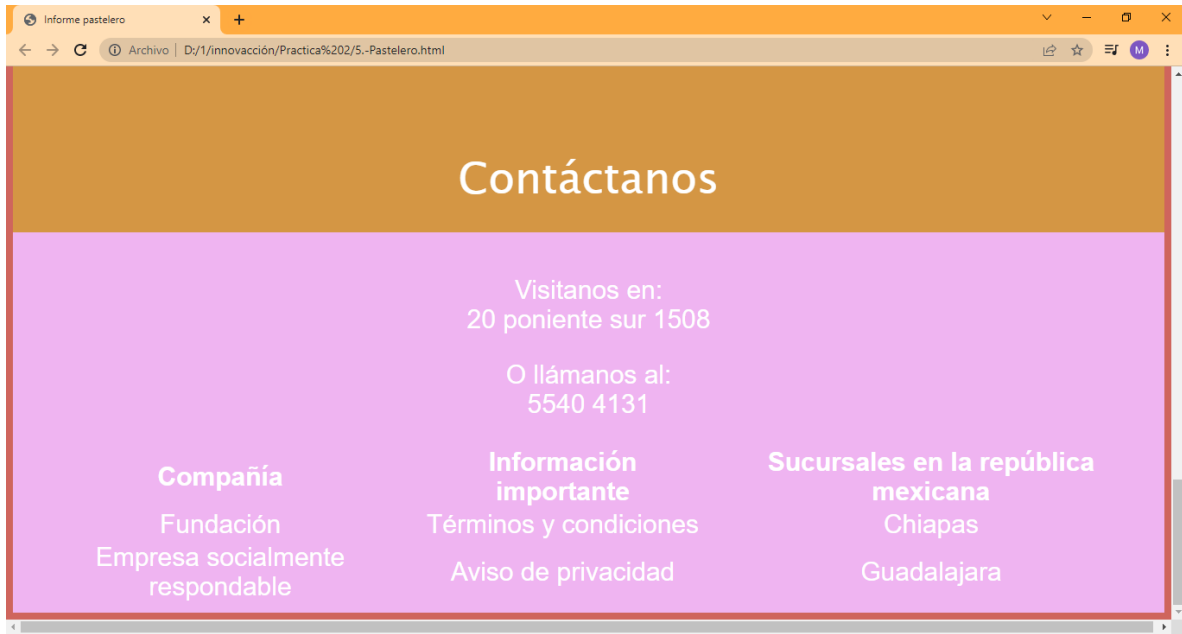 Informe pastelero
Archivo | D:/1/innovacción/Practica%202/5.-Pastelero.html
M
Contáctanos
Visitanos en:
20 poniente sur 1508
O llámanos al:
5540 4131
Compañía
Información
importante
Sucursales en la república
mexicana
Fundación
Términos y condiciones
Chiapas
Empresa socialmente
respondable
Aviso de privacidad
Guadalajara